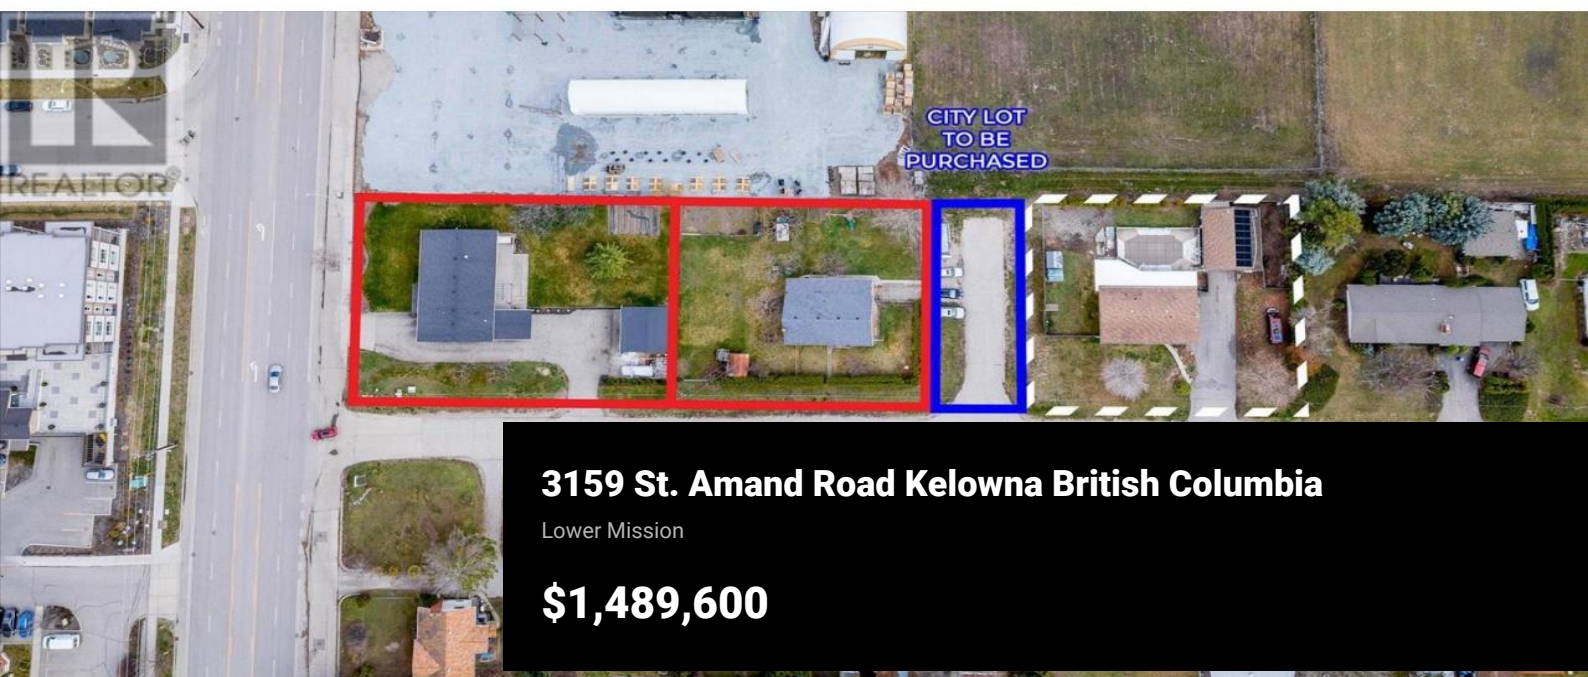 REALTOR®
CITY LOT
TO BE
PURCHASED
3159 St. Amand Road Kelowna British Columbia
Lower Mission
$1,489,600